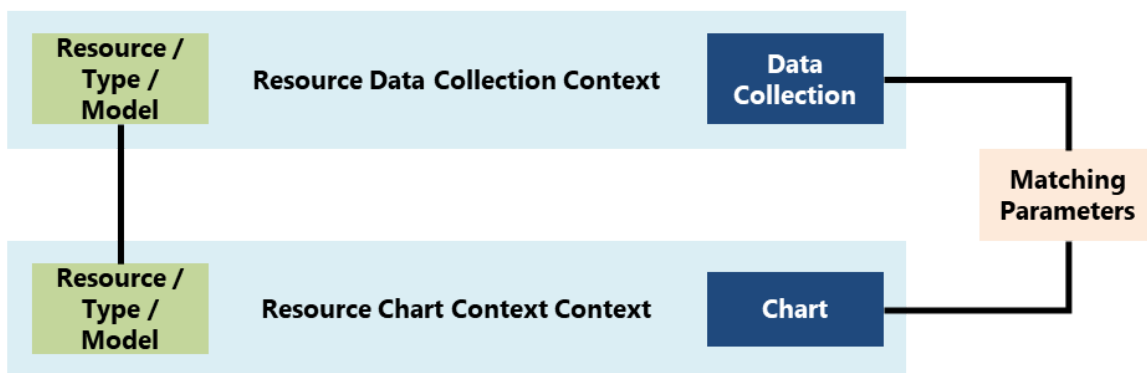 Resource /
Type /
Model
Resource Data Collection Context
Data
Collection
Matching
Parameters
Resource /
Type /
Model
Resource Chart Context Context
Chart